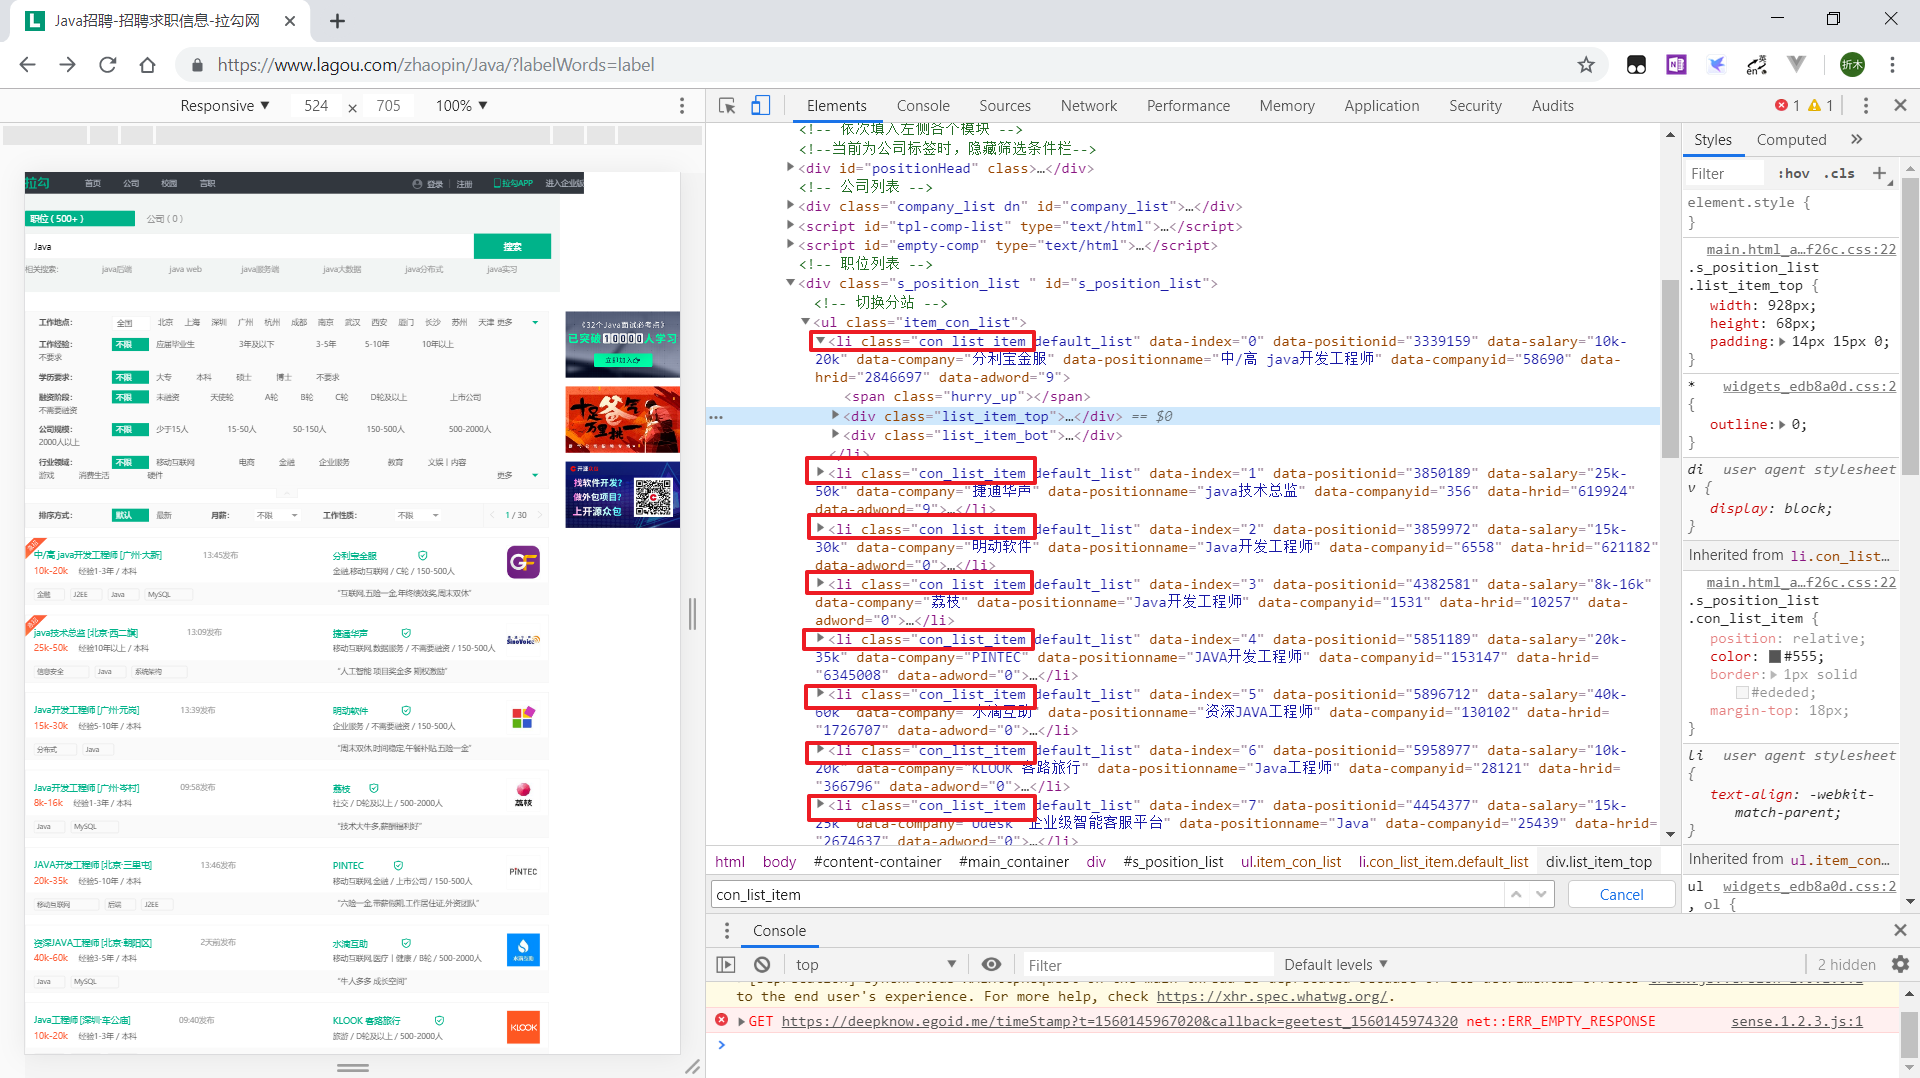 Java招聘-招聘求职信息-拉勾网
https://www.lagou.com/zhaopin/Java/?labelWords=label
折木
Responsive ▼ 524 × 705 100% ▼
Elements Console Sources Network Performance Memory Application Security Audits 1 1
拉勾 首页 公司 校园 言职 登录 注册 拉勾APP 进入企业版
职位 ( 500+ ) 公司 ( 0 )
Java 搜索
相关搜索: java后端 java web java服务端 java大数据 java分布式 java实习
工作地点: 全国 北京 上海 深圳 广州 杭州 成都 南京 武汉 西安 厦门 长沙 苏州 天津 更多
工作经验: 不限 应届毕业生 3年及以下 3-5年 5-10年 10年以上
不要求
学历要求: 不限 大专 本科 硕士 博士 不要求
融资阶段: 不限 未融资 天使轮 A轮 B轮 C轮 D轮及以上 上市公司
不需要融资
公司规模: 不限 少于15人 15-50人 50-150人 150-500人 500-2000人
2000人以上
行业领域: 不限 移动互联网 电商 金融 企业服务 教育 文娱丨内容
游戏 消费生活 硬件 更多
《32个Java面试必考点》
已突破10000人学习
立即加入
十足爸气
万里挑一
找软件开发?
做外包项目?
上开源众包
排序方式: 默认 最新 月薪: 不限 工作性质: 不限 1 / 30
中/高 java开发工程师 [广州·大新] 13:45发布 分利宝金服
10k-20k 经验1-3年 / 本科 金融,移动互联网 / C轮 / 150-500人
金融 J2EE Java MySQL "互联网,五险一金,年终绩效奖,周末双休"
java技术总监 [北京·西二旗] 13:09发布 捷通华声
25k-50k 经验10年以上 / 本科 移动互联网,数据服务 / 不需要融资 / 150-500人
SinoVoice
信息安全 Java 系统架构 "人工智能 项目奖金多 期权激励"
Java开发工程师 [广州·元岗] 13:39发布 明动软件
15k-30k 经验5-10年 / 本科 企业服务 / 不需要融资 / 150-500人
分布式 Java "周末双休,时间稳定,午餐补贴,五险一金"
Java开发工程师 [广州·岑村] 09:58发布 荔枝
8k-16k 经验1-3年 / 本科 社交 / D轮及以上 / 500-2000人
荔枝
Java MySQL "技术大牛多,薪酬福利好"
JAVA开发工程师 [北京·三里屯] 13:46发布 PINTEC
20k-35k 经验5-10年 / 本科 移动互联网,金融 / 上市公司 / 150-500人
PINTEC
移动互联网 后端 J2EE "六险一金,带薪假期,工作居住证,外资团队"
资深JAVA工程师 [北京·朝阳区] 2天前发布 水滴互助
40k-60k 经验3-5年 / 本科 移动互联网,医疗丨健康 / B轮 / 500-2000人
Java MySQL "牛人多多 成长空间"
Java工程师 [深圳·车公庙] 09:40发布 KLOOK 客路旅行
10k-20k 经验1-3年 / 本科 旅游 / D轮及以上 / 500-2000人
KLOOK
<!-- 依次填入左侧各个模块 -->
<!--当前为公司标签时，隐藏筛选条件栏-->
<div id="positionHead" class>…</div>
<!-- 公司列表 -->
<div class="company_list dn" id="company_list">…</div>
<script id="tpl-comp-list" type="text/html">…</script>
<script id="empty-comp" type="text/html">…</script>
<!-- 职位列表 -->
<div class="s_position_list " id="s_position_list">
<!-- 切换分站 -->
<ul class="item_con_list">
<li class="con_list_item default_list" data-index="0" data-positionid="3339159" data-salary="10k-
20k" data-company="分利宝金服" data-positionname="中/高 java开发工程师" data-companyid="58690" data-
hrid="2846697" data-adword="9">
<span class="hurry_up"></span>
<div class="list_item_top">…</div> == $0
<div class="list_item_bot">…</div>
</li>
<li class="con_list_item default_list" data-index="1" data-positionid="3850189" data-salary="25k-
50k" data-company="捷通华声" data-positionname="java技术总监" data-companyid="356" data-hrid="619924"
data-adword="9">…</li>
<li class="con_list_item default_list" data-index="2" data-positionid="3859972" data-salary="15k-
30k" data-company="明动软件" data-positionname="Java开发工程师" data-companyid="6558" data-hrid="621182"
data-adword="0">…</li>
<li class="con_list_item default_list" data-index="3" data-positionid="4382581" data-salary="8k-16k"
data-company="荔枝" data-positionname="Java开发工程师" data-companyid="1531" data-hrid="10257" data-
adword="0">…</li>
<li class="con_list_item default_list" data-index="4" data-positionid="5851189" data-salary="20k-
35k" data-company="PINTEC" data-positionname="JAVA开发工程师" data-companyid="153147" data-hrid=
"6345008" data-adword="0">…</li>
<li class="con_list_item default_list" data-index="5" data-positionid="5896712" data-salary="40k-
60k" data-company="水滴互助" data-positionname="资深JAVA工程师" data-companyid="130102" data-hrid=
"1726707" data-adword="0">…</li>
<li class="con_list_item default_list" data-index="6" data-positionid="5958977" data-salary="10k-
20k" data-company="KLOOK 客路旅行" data-positionname="Java工程师" data-companyid="28121" data-hrid=
"366796" data-adword="0">…</li>
<li class="con_list_item default_list" data-index="7" data-positionid="4454377" data-salary="15k-
25k" data-company="Udesk 企业级智能客服平台" data-positionname="Java" data-companyid="25439" data-hrid=
"2674637" data-adword="0">…</li>
html body #content-container #main_container div #s_position_list ul.item_con_list li.con_list_item.default_list div.list_item_top
con_list_item Cancel
Styles Computed »
Filter :hov .cls +
element.style {
}
main.html_a…f26c.css:22
.s_position_list
.list_item_top {
width: 928px;
height: 68px;
padding: 14px 15px 0;
}
* widgets_edb8a0d.css:2
{
outline: 0;
}
di user agent stylesheet
v {
display: block;
}
Inherited from li.con_list…
main.html_a…f26c.css:22
.s_position_list
.con_list_item {
position: relative;
color: #555;
border: 1px solid
#ededed;
margin-top: 18px;
}
li user agent stylesheet
{
text-align: -webkit-
match-parent;
}
Inherited from ul.item_con…
ul widgets_edb8a0d.css:2
, ol {
Console
top ▼ Filter Default levels ▼ 2 hidden
to the end user's experience. For more help, check https://xhr.spec.whatwg.org/.
GET https://deepknow.egoid.me/timeStamp?t=1560145967020&callback=geetest_1560145974320 net::ERR_EMPTY_RESPONSE sense.1.2.3.js:1